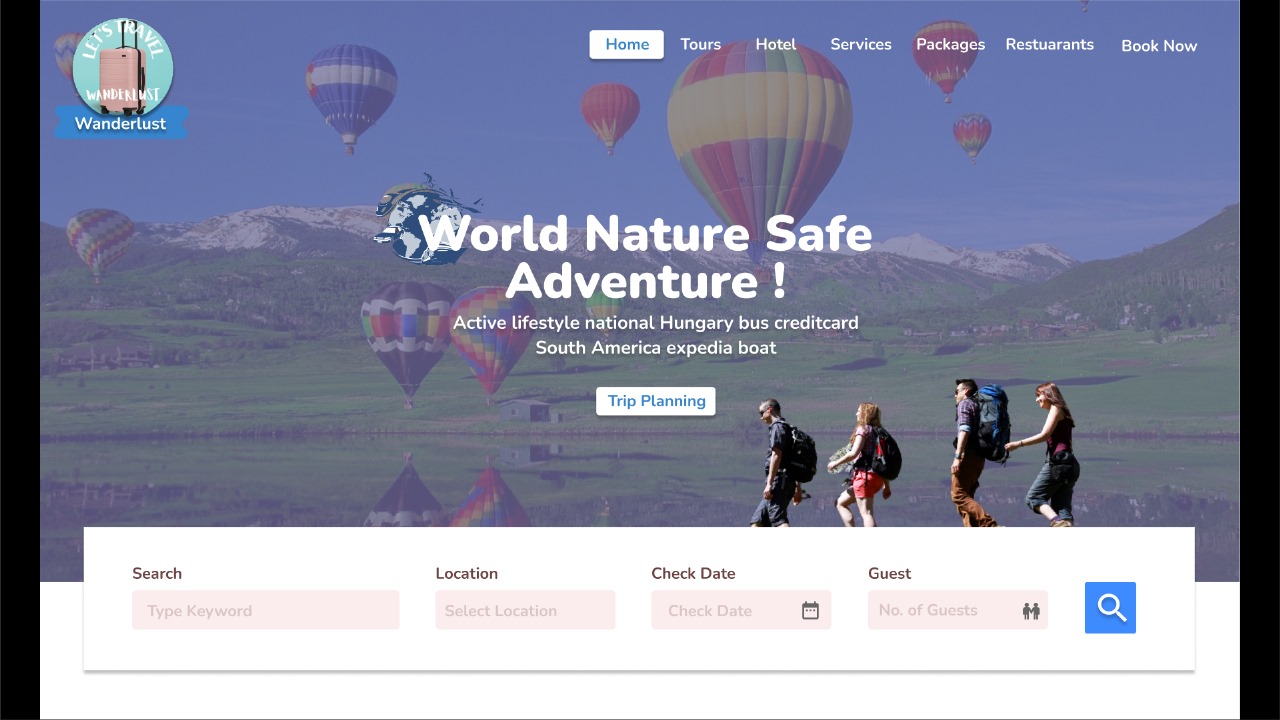 LET'S TRAVEL
WANDERLUST
Wanderlust
Home Tours Hotel Services Packages Restuarants Book Now
World Nature Safe
Adventure !
Active lifestyle national Hungary bus creditcard
South America expedia boat
Trip Planning
Search Location Check Date Guest
Type Keyword Select Location Check Date No. of Guests